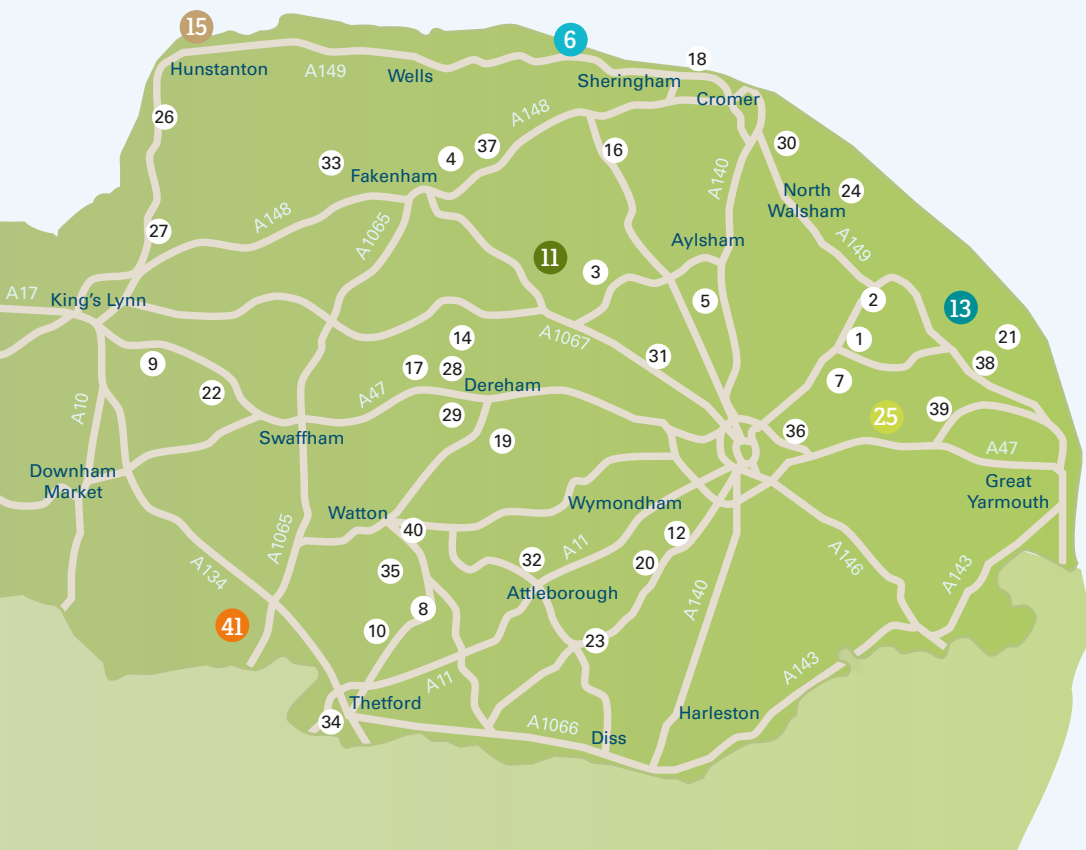 15
6
18
Hunstanton
A149
Wells
Sheringham
Cromer
26
A148
37
4
16
30
33
Fakenham
A140
North
Walsham
24
27
A148
A1065
Aylsham
A149
11
3
A17
King's Lynn
5
2
13
A1067
1
21
14
31
38
9
17
28
7
22
A47
Dereham
A10
29
25
39
Swaffham
19
36
A47
Downham
Market
Great
Yarmouth
Watton
Wymondham
40
A1065
12
A11
32
20
A146
A134
35
Attleborough
A143
8
A140
41
10
23
A11
A143
Thetford
34
A1066
Harleston
Diss